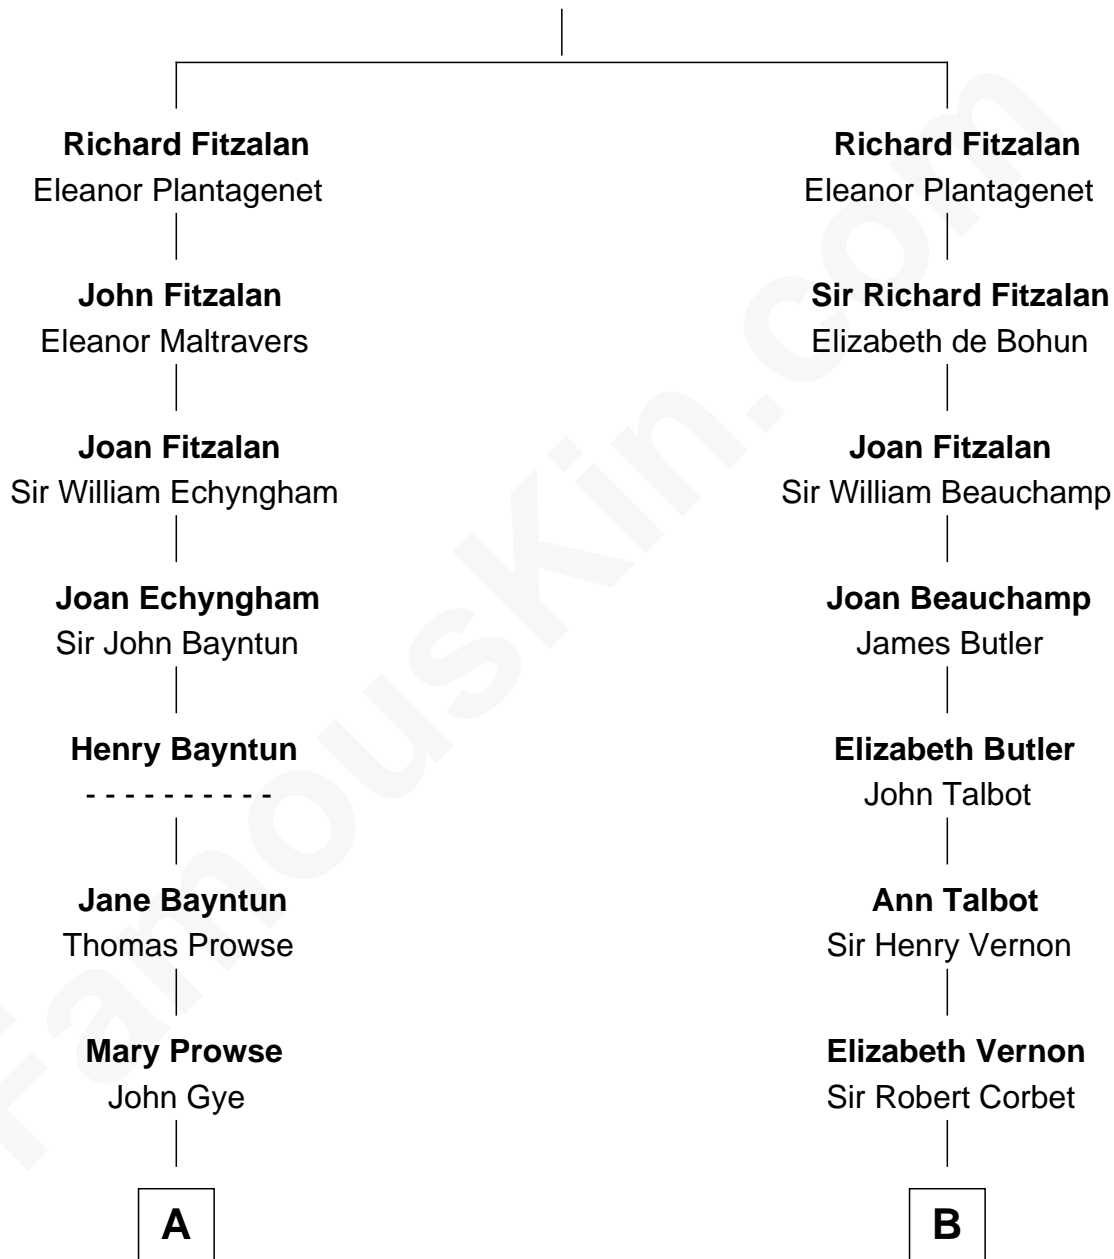 Richard Fitzalan
Eleanor Plantagenet
John Fitzalan
Eleanor Maltravers
Joan Fitzalan
Sir William Echyngham
Joan Echyngham
Sir John Bayntun
Henry Bayntun
- - - - - - - - - -
Jane Bayntun
Thomas Prowse
Mary Prowse
John Gye
A
Richard Fitzalan
Eleanor Plantagenet
Sir Richard Fitzalan
Elizabeth de Bohun
Joan Fitzalan
Sir William Beauchamp
Joan Beauchamp
James Butler
Elizabeth Butler
John Talbot
Ann Talbot
Sir Henry Vernon
Elizabeth Vernon
Sir Robert Corbet
B
FamousKin.com